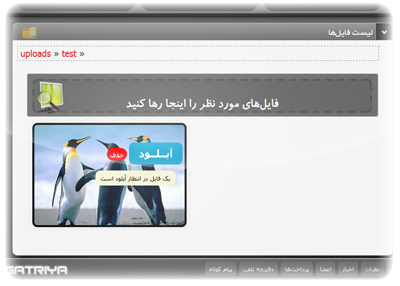 لیست فایل‌ها
uploads » test »
فایل‌های مورد نظر را اینجا رها کنید
آپلود
حذف
یک فایل در انتظار آپلود است
نظرات
اخبار
اعضا
پرداخت‌ها
دفترچه تلفن
پیام کوتاه
GATRIYA